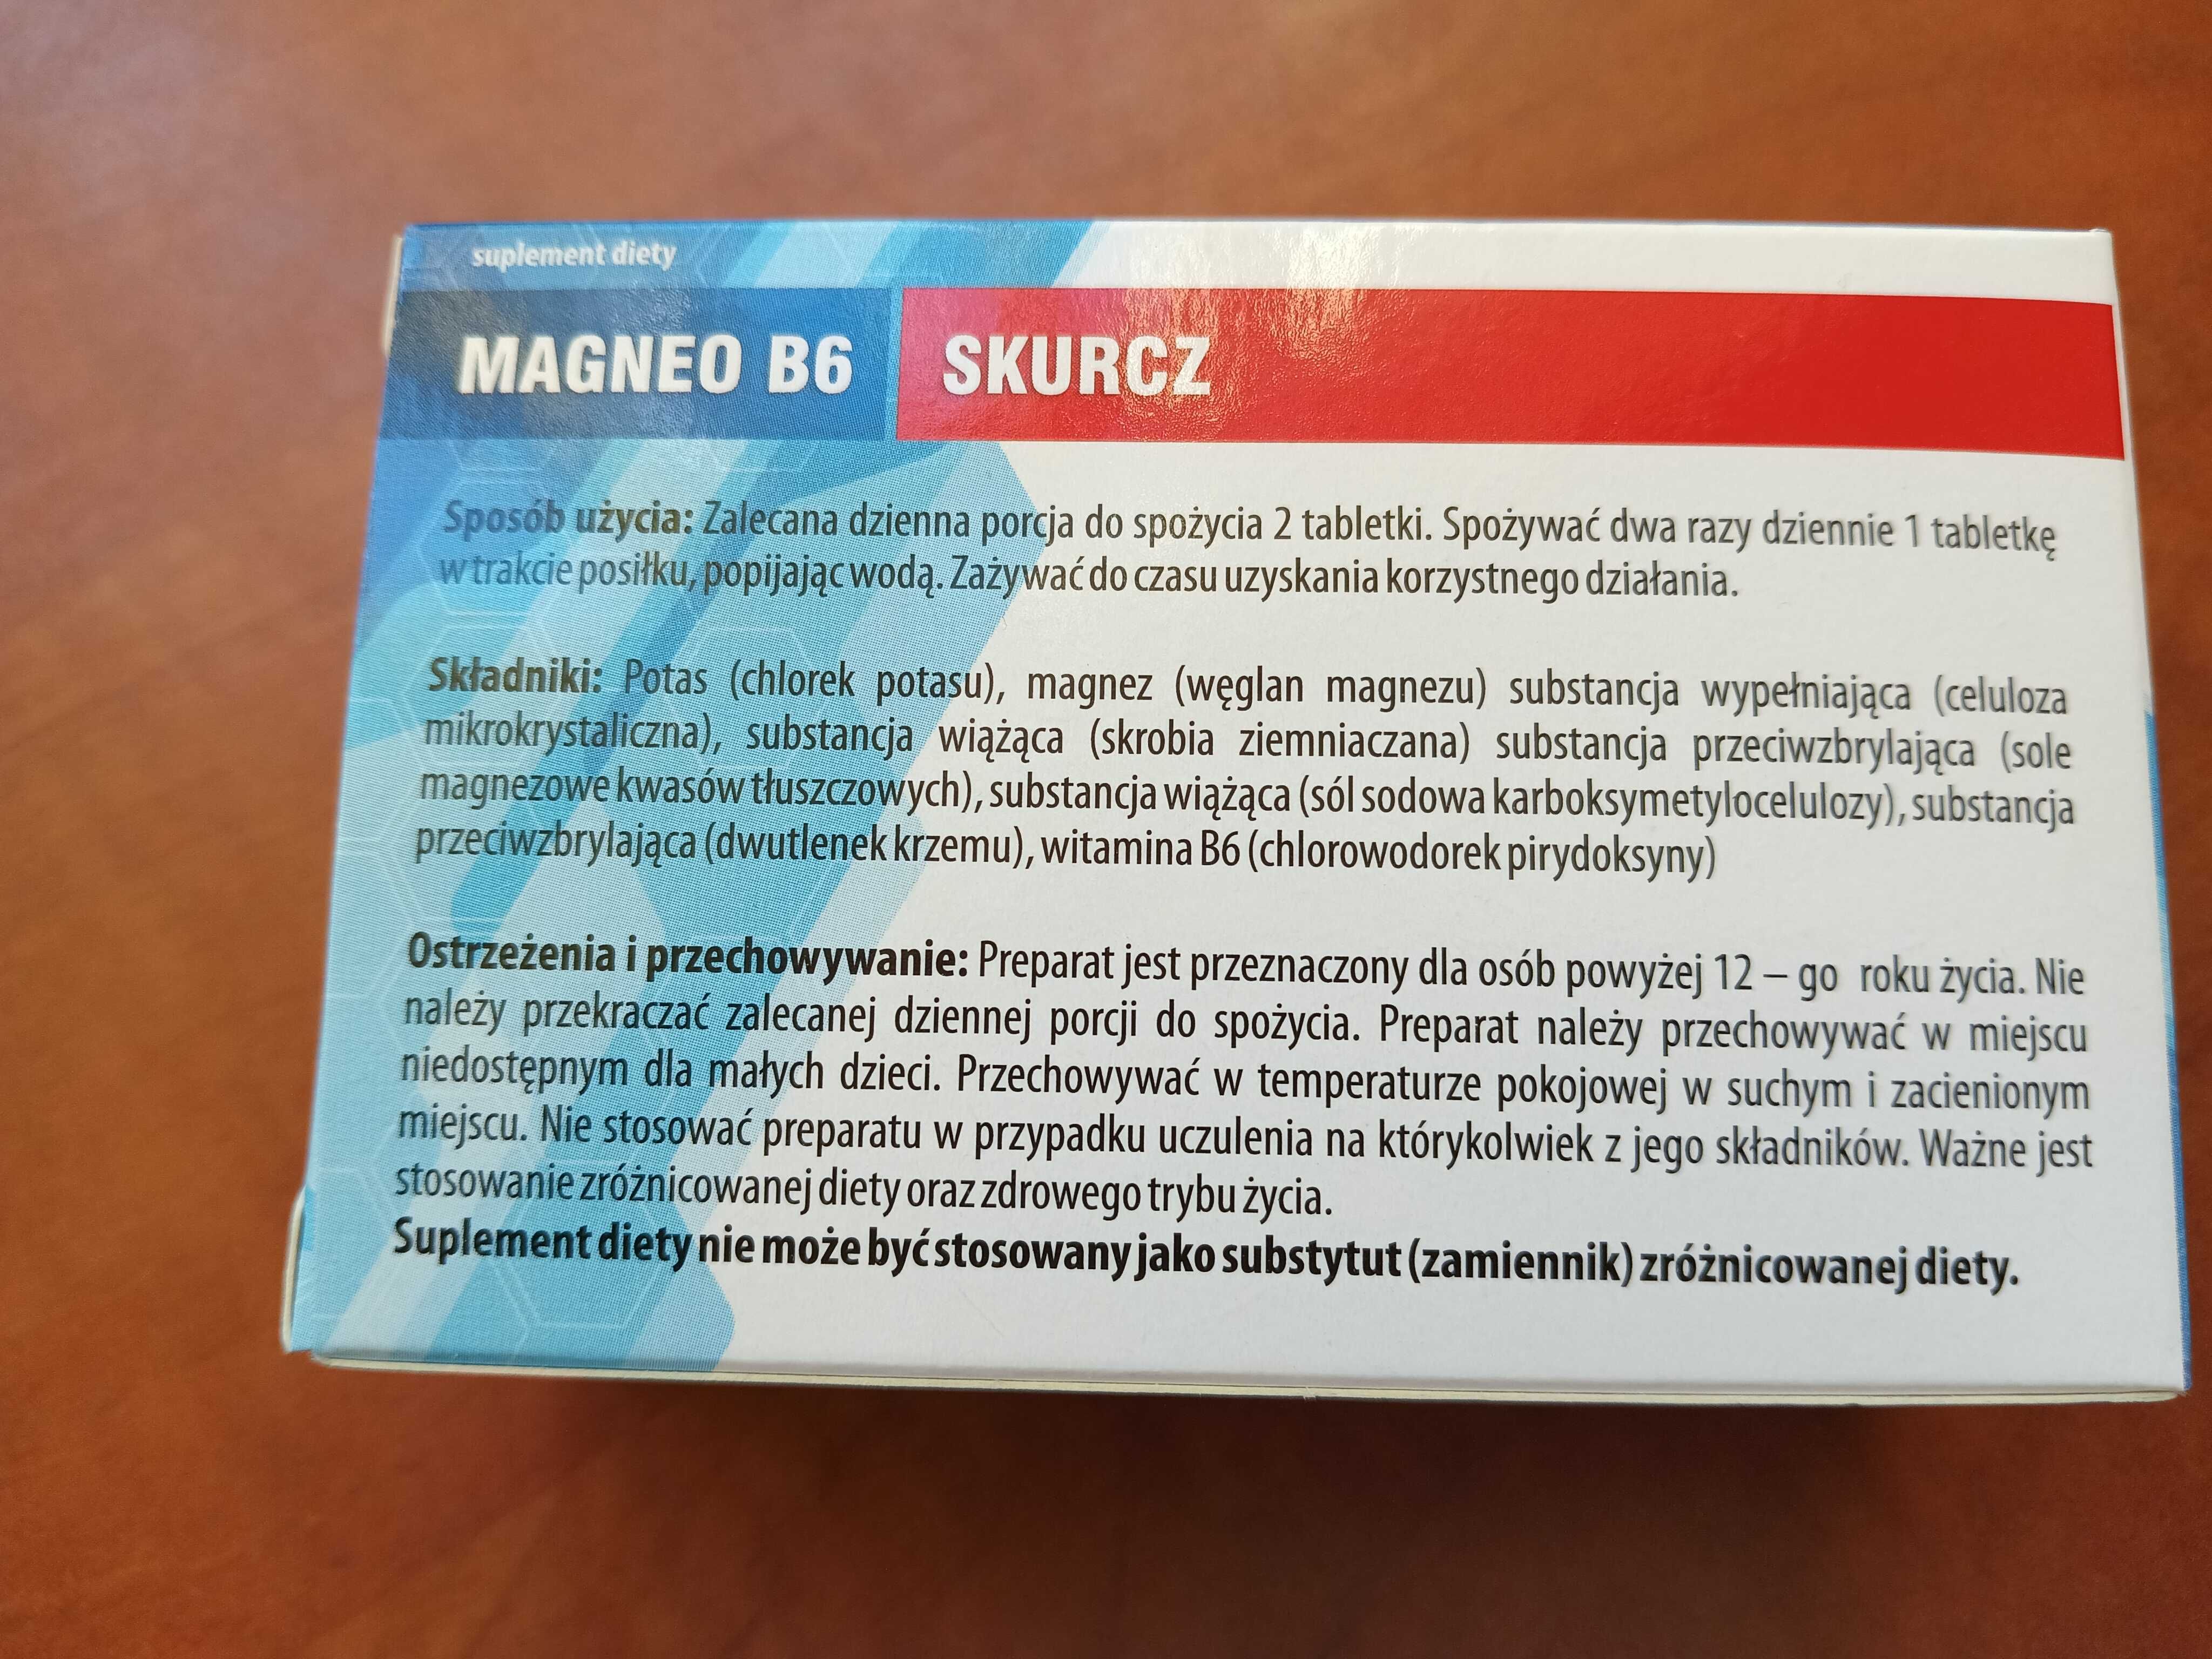 suplement diety
MAGNEO B6 SKURCZ
Sposób użycia: Zalecana dzienna porcja do spożycia 2 tabletki. Spożywać dwa razy dziennie 1 tabletkę
w trakcie posiłku, popijając wodą. Zażywać do czasu uzyskania korzystnego działania.
Składniki: Potas (chlorek potasu), magnez (węglan magnezu) substancja wypełniająca (celuloza
mikrokrystaliczna), substancja wiążąca (skrobia ziemniaczana) substancja przeciwzbrylająca (sole
magnezowe kwasów tłuszczowych), substancja wiążąca (sól sodowa karboksymetylocelulozy), substancja
przeciwzbrylająca (dwutlenek krzemu), witamina B6 (chlorowodorek pirydoksyny)
Ostrzeżenia i przechowywanie: Preparat jest przeznaczony dla osób powyżej 12 – go roku życia. Nie
należy przekraczać zalecanej dziennej porcji do spożycia. Preparat należy przechowywać w miejscu
niedostępnym dla małych dzieci. Przechowywać w temperaturze pokojowej w suchym i zacienionym
miejscu. Nie stosować preparatu w przypadku uczulenia na którykolwiek z jego składników. Ważne jest
stosowanie zróżnicowanej diety oraz zdrowego trybu życia.
Suplement diety nie może być stosowany jako substytut (zamiennik) zróżnicowanej diety.